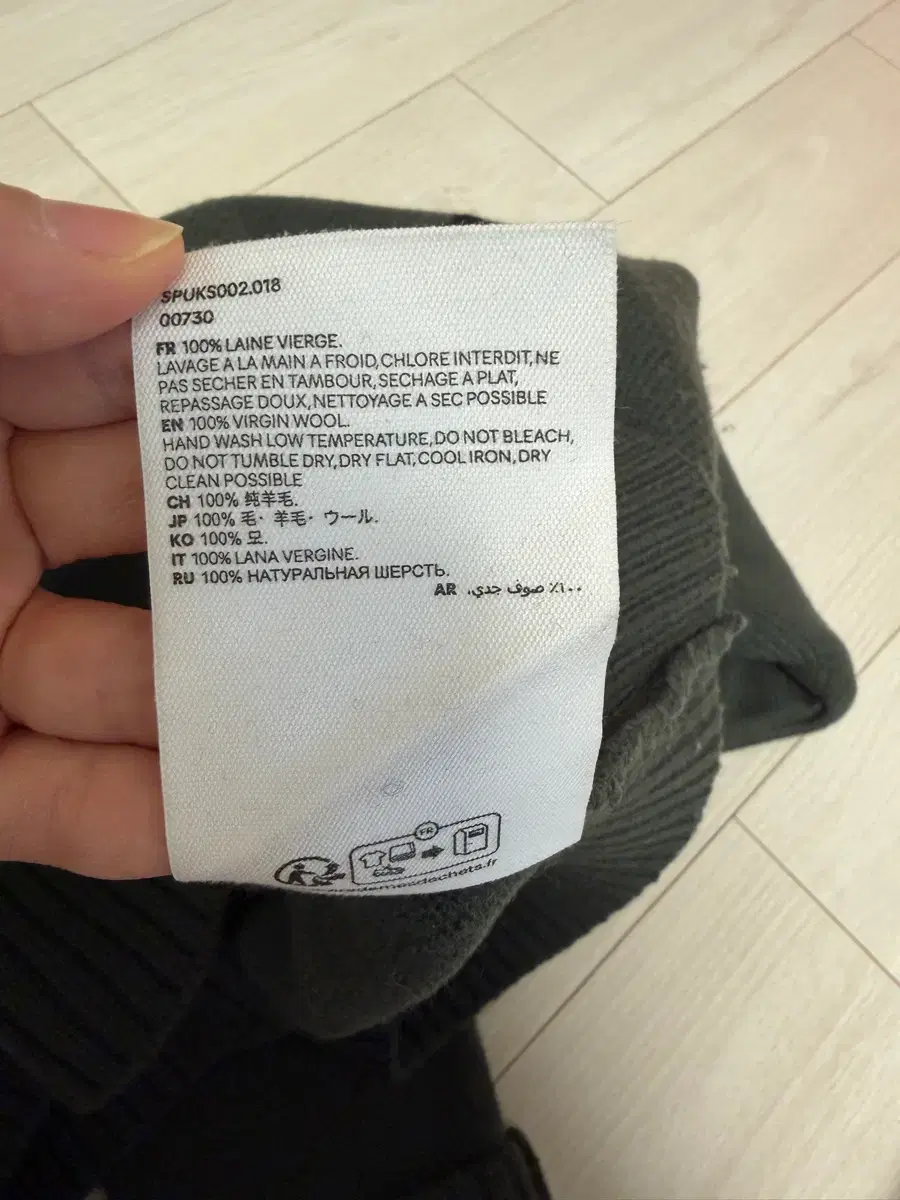 SPUKS002.018
00730
FR 100% LAINE VIERGE.
LAVAGE A LA MAIN A FROID, CHLORE INTERDIT, NE
PAS SECHER EN TAMBOUR, SECHAGE A PLAT,
REPASSAGE DOUX, NETTOYAGE A SEC POSSIBLE
EN 100% VIRGIN WOOL.
HAND WASH LOW TEMPERATURE, DO NOT BLEACH,
DO NOT TUMBLE DRY, DRY FLAT, COOL IRON, DRY
CLEAN POSSIBLE
CH 100% 纯羊毛.
JP 100% 毛・羊毛・ウール.
KO 100% 모.
IT 100% LANA VERGINE.
RU 100% НАТУРАЛЬНАЯ ШЕРСТЬ.
AR ١٠٠٪ صوف جدي.
FR